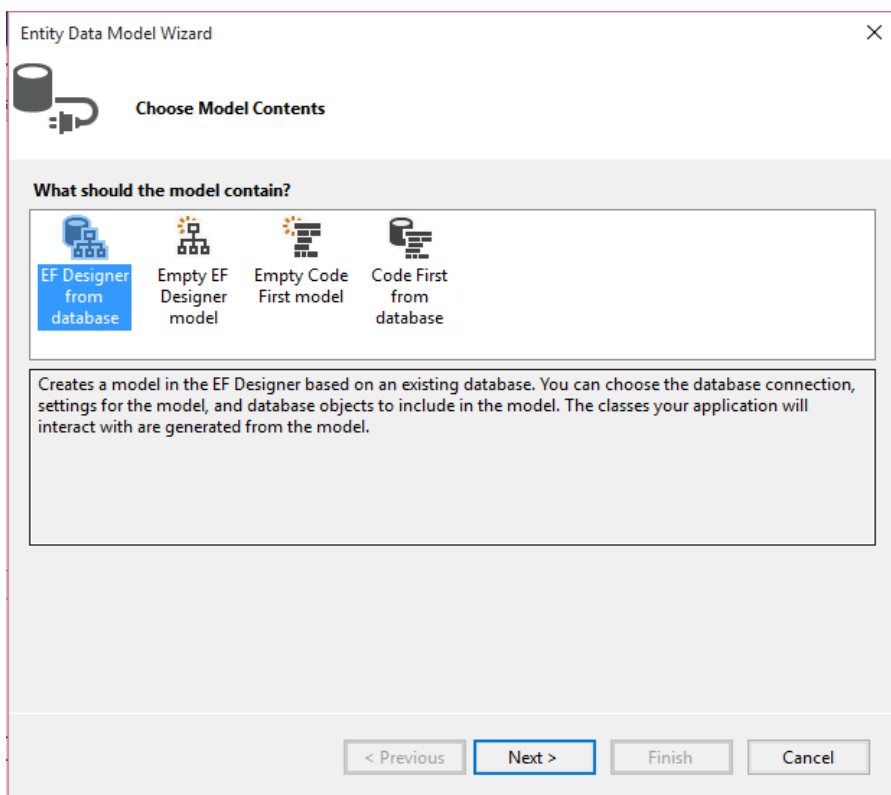 Entity Data Model Wizard
Choose Model Contents
What should the model contain?
EF Designer
from
database
Empty EF
Designer
model
Empty Code
First model
Code First
from
database
Creates a model in the EF Designer based on an existing database. You can choose the database connection,
settings for the model, and database objects to include in the model. The classes your application will
interact with are generated from the model.
< Previous
Next >
Finish
Cancel